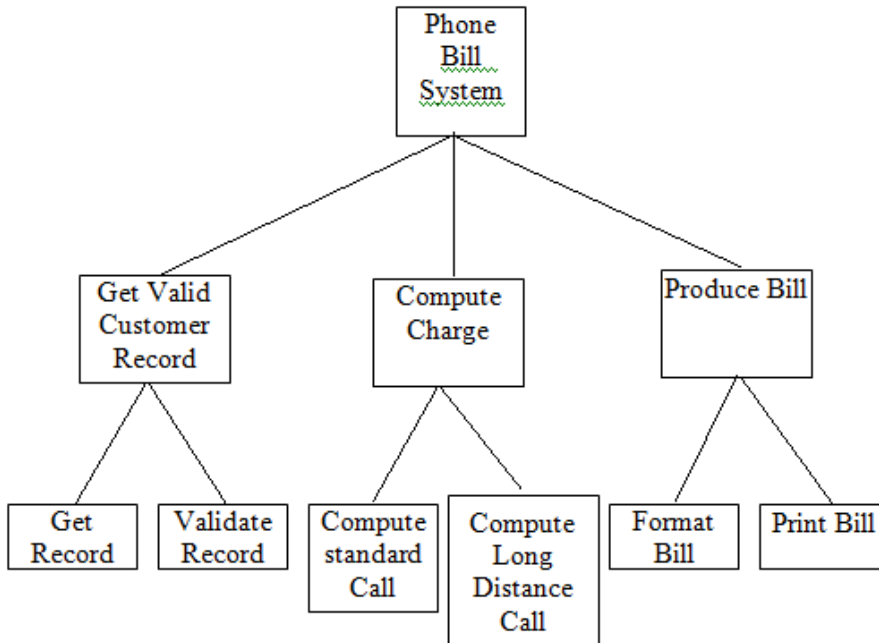 Phone
Bill
System
Get Valid
Customer
Record
Compute
Charge
Produce Bill
Get
Record
Validate
Record
Compute
standard
Call
Compute
Long
Distance
Call
Format
Bill
Print Bill